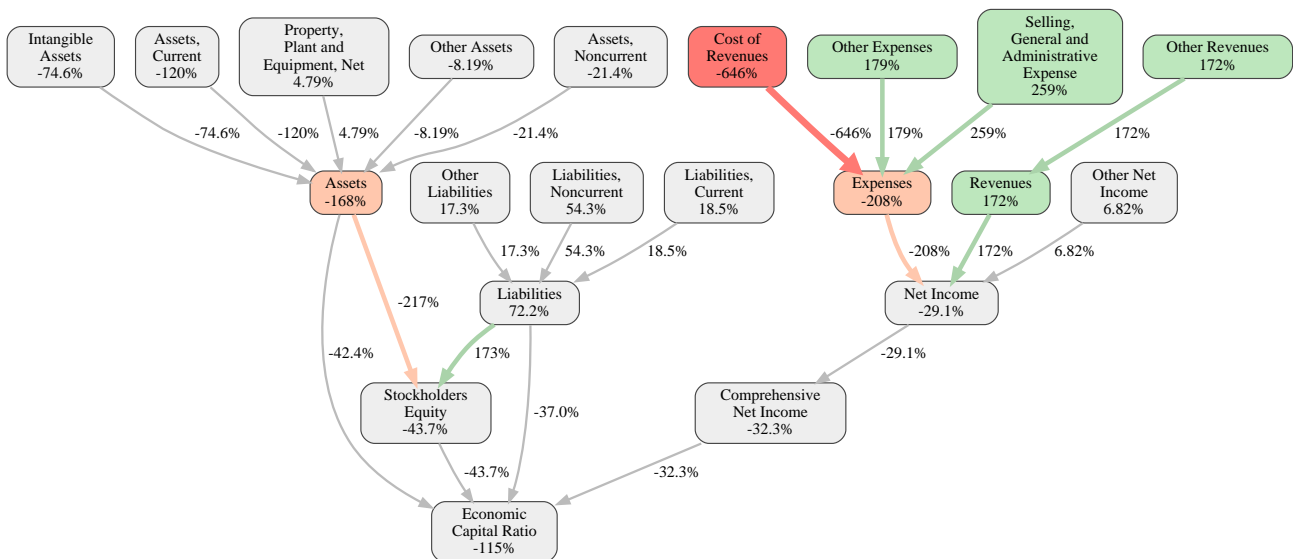 Intangible
Assets
-74.6%
Assets,
Current
-120%
Property,
Plant and
Equipment, Net
4.79%
Other Assets
-8.19%
Assets,
Noncurrent
-21.4%
Cost of
Revenues
-646%
Other Expenses
179%
Selling,
General and
Administrative
Expense
259%
Other Revenues
172%
-74.6%
-120%
4.79%
-8.19%
-21.4%
-646%
179%
259%
172%
Assets
-168%
Other
Liabilities
17.3%
Liabilities,
Noncurrent
54.3%
Liabilities,
Current
18.5%
Expenses
-208%
Revenues
172%
Other Net
Income
6.82%
17.3%
54.3%
18.5%
-208%
172%
6.82%
-217%
Liabilities
72.2%
Net Income
-29.1%
-42.4%
173%
-29.1%
Stockholders
Equity
-43.7%
-37.0%
Comprehensive
Net Income
-32.3%
-43.7%
-32.3%
Economic
Capital Ratio
-115%